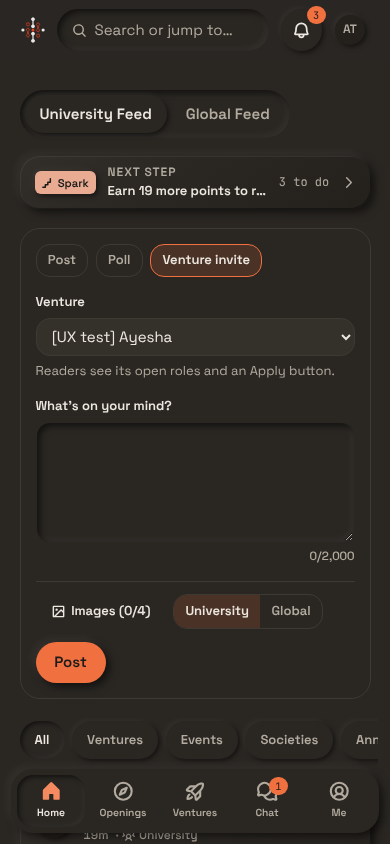 Search or jump to...
3
AT
University Feed
Global Feed
Spark
NEXT STEP
Earn 19 more points to r...
3 to do
Post
Poll
Venture invite
Venture
[UX test] Ayesha
Readers see its open roles and an Apply button.
What's on your mind?
0/2,000
Images (0/4)
University
Global
Post
All
Ventures
Events
Societies
Ann
Home
Openings
Ventures
Chat
1
Me
19m · University